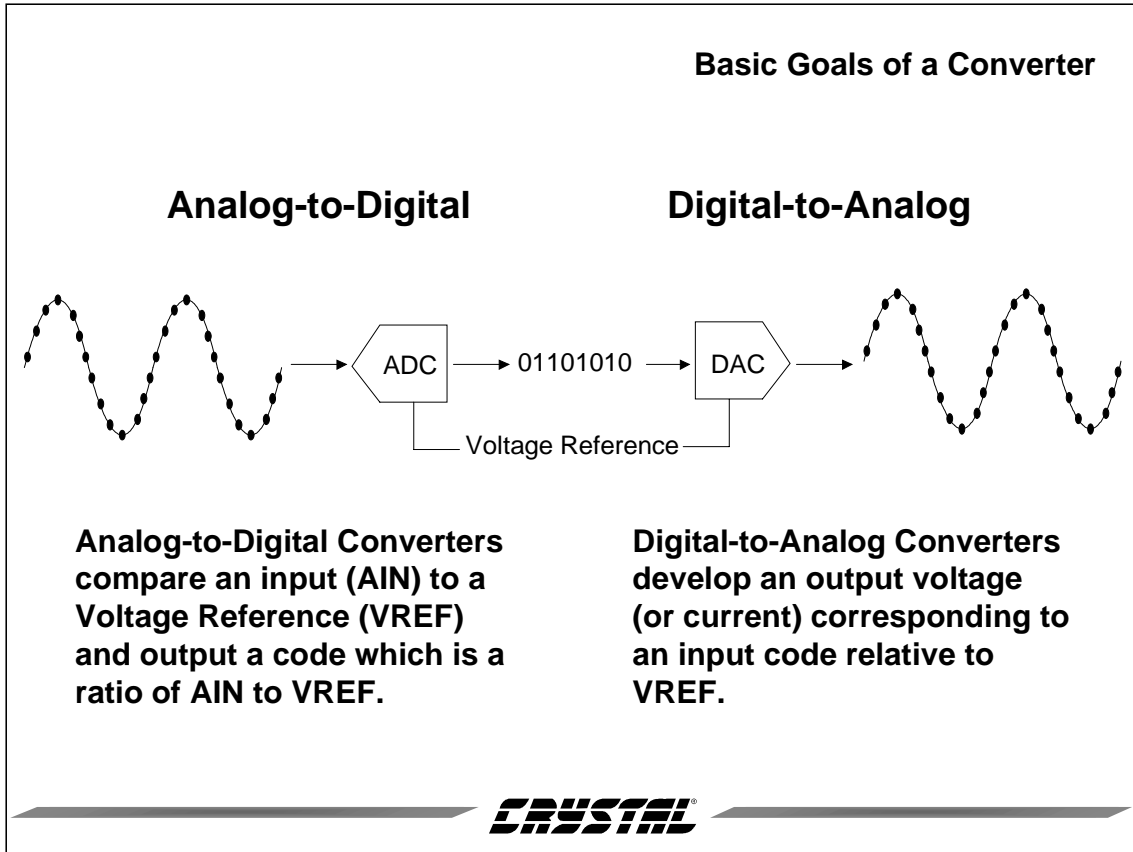 Basic Goals of a Converter
Analog-to-Digital
Digital-to-Analog
ADC
01101010
DAC
Voltage Reference
Analog-to-Digital Converters
compare an input (AIN) to a
Voltage Reference (VREF)
and output a code which is a
ratio of AIN to VREF.
Digital-to-Analog Converters
develop an output voltage
(or current) corresponding to
an input code relative to
VREF.
CRYSTAL®